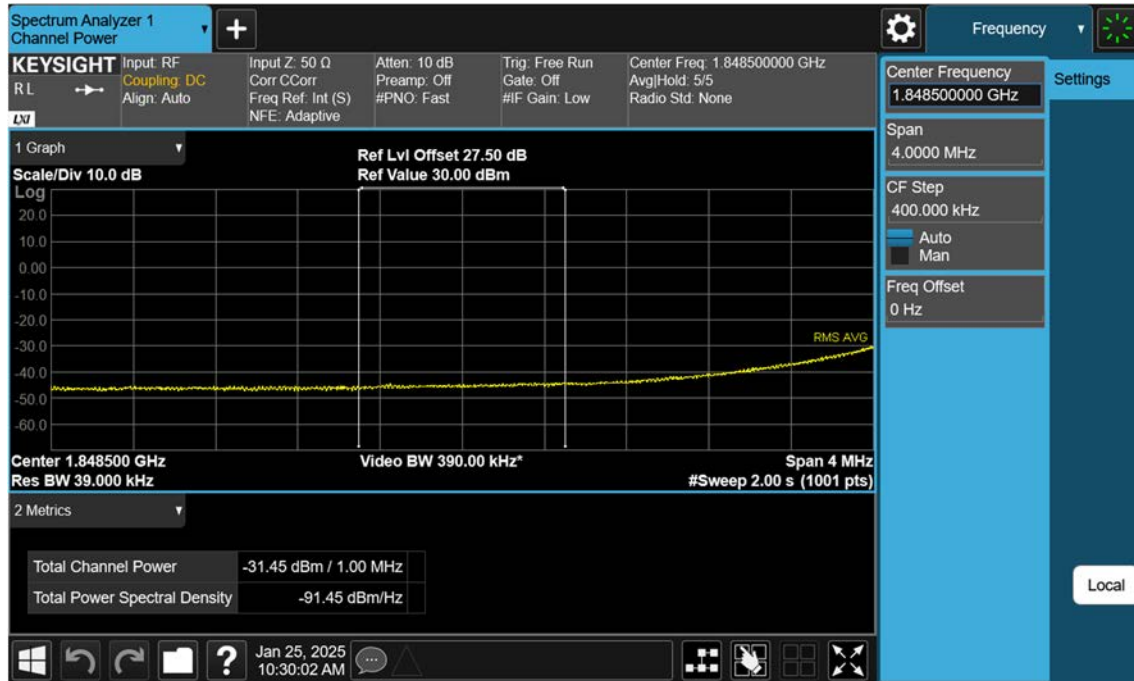 Spectrum Analyzer 1
Channel Power
Frequency
KEYSIGHT
R L
LXI
Input: RF
Coupling: DC
Align: Auto
Input Z: 50 Ω
Corr CCorr
Freq Ref: Int (S)
NFE: Adaptive
Atten: 10 dB
Preamp: Off
#PNO: Fast
Trig: Free Run
Gate: Off
#IF Gain: Low
Center Freq: 1.848500000 GHz
Avg|Hold: 5/5
Radio Std: None
Center Frequency
1.848500000 GHz
Settings
Span
4.0000 MHz
CF Step
400.000 kHz
Auto
Man
Freq Offset
0 Hz
1 Graph
Scale/Div 10.0 dB
Ref Lvl Offset 27.50 dB
Ref Value 30.00 dBm
Log
20.0
10.0
0.00
-10.0
-20.0
-30.0
-40.0
-50.0
-60.0
RMS AVG
Center 1.848500 GHz
Video BW 390.00 kHz*
Span 4 MHz
Res BW 39.000 kHz
#Sweep 2.00 s (1001 pts)
2 Metrics
Total Channel Power -31.45 dBm / 1.00 MHz
Total Power Spectral Density -91.45 dBm/Hz
Local
?
Jan 25, 2025
10:30:02 AM